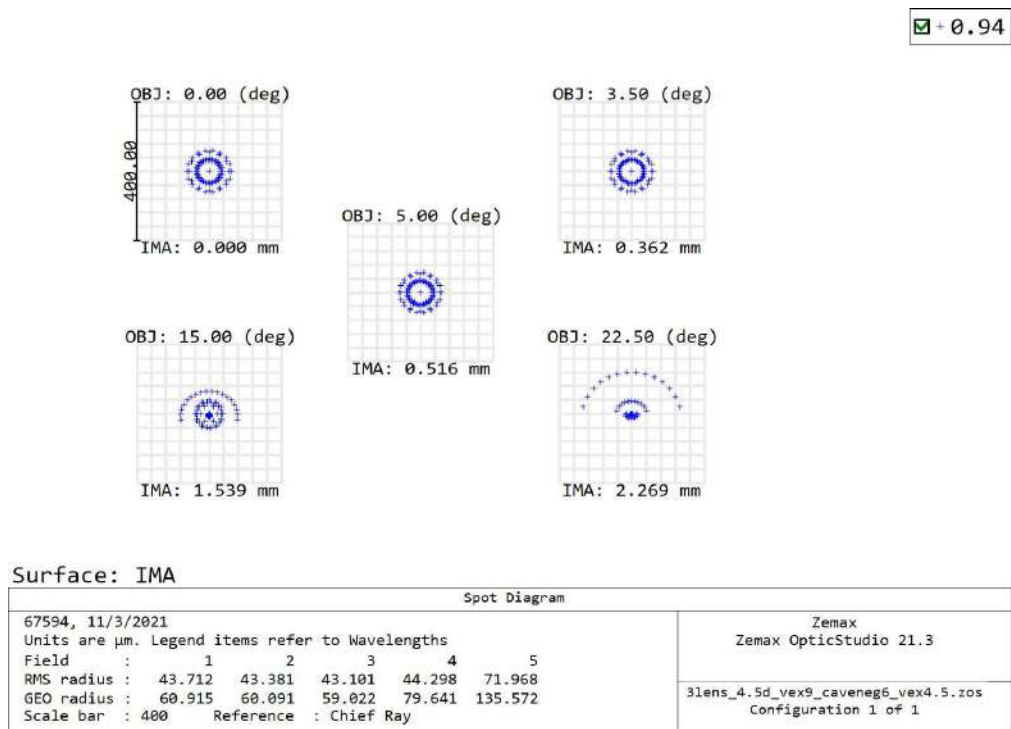 0.94
OBJ: 0.00 (deg)
OBJ: 3.50 (deg)
400.00
OBJ: 5.00 (deg)
IMA: 0.000 mm
IMA: 0.362 mm
OBJ: 15.00 (deg)
OBJ: 22.50 (deg)
IMA: 0.516 mm
IMA: 1.539 mm
IMA: 2.269 mm
Surface: IMA
Spot Diagram
67594, 11/3/2021
Units are µm. Legend items refer to Wavelengths
Field : 1 2 3 4 5
RMS radius : 43.712 43.381 43.101 44.298 71.968
GEO radius : 60.915 60.091 59.022 79.641 135.572
Scale bar : 400 Reference : Chief Ray
Zemax
Zemax OpticStudio 21.3
3lens_4.5d_vex9_caveneg6_vex4.5.zos
Configuration 1 of 1